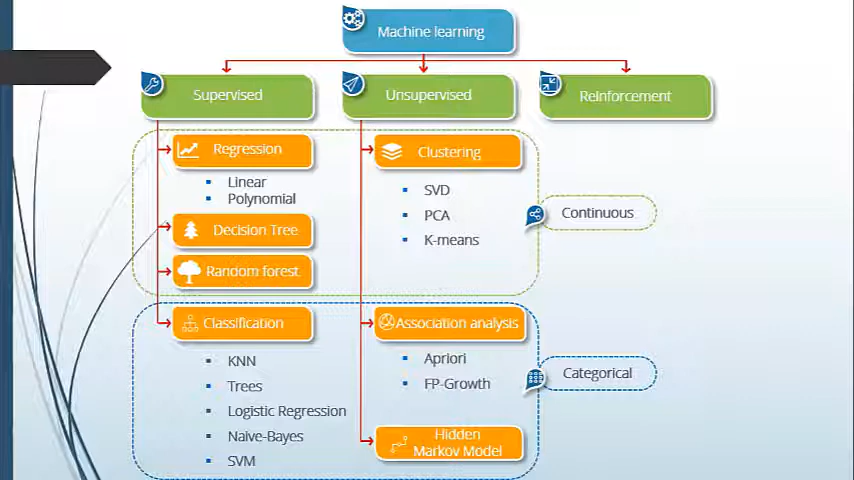 Machine learning
Supervised
Unsupervised
Reinforcement
Regression
Linear
Polynomial
Decision Tree
Random forest
Clustering
SVD
PCA
K-means
Continuous
Classification
KNN
Trees
Logistic Regression
Naive-Bayes
SVM
Association analysis
Apriori
FP-Growth
Hidden
Markov Model
Categorical